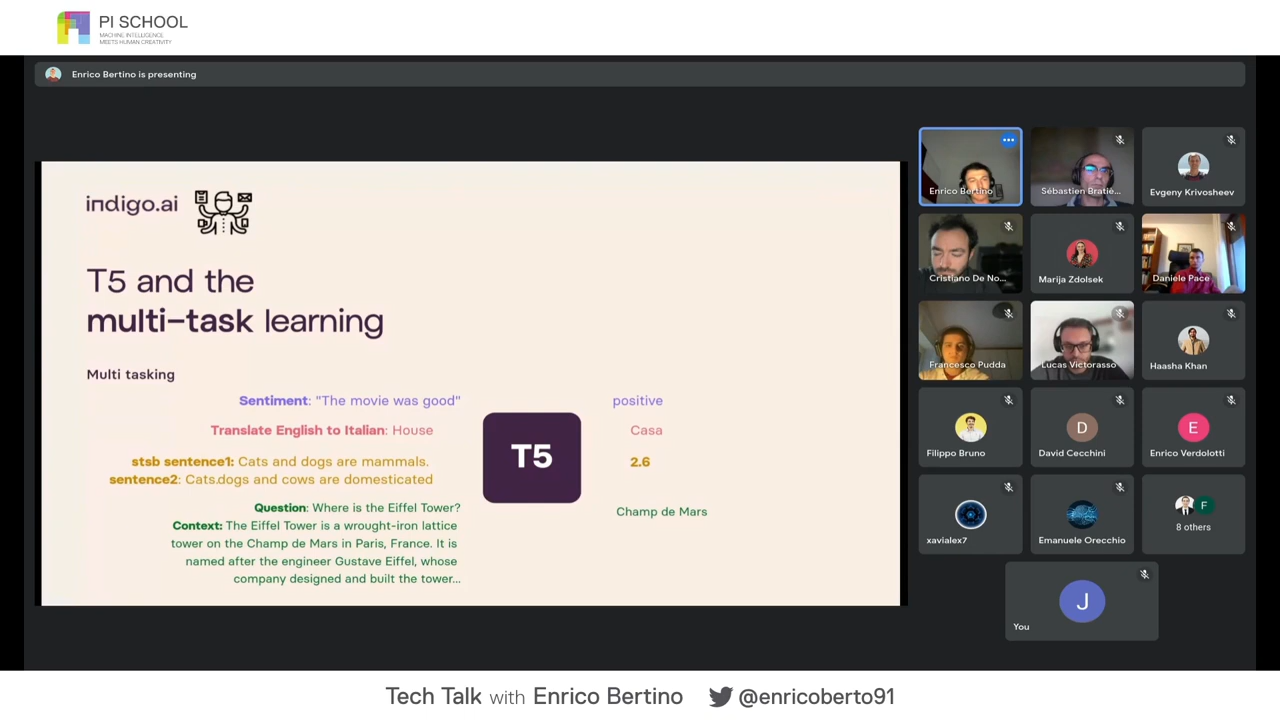 PI SCHOOL
MACHINE INTELLIGENCE
MEETS HUMAN CREATIVITY
Enrico Bertino is presenting
indigo.ai
T5 and the
multi-task learning
Multi tasking
Sentiment: "The movie was good"
positive
Translate English to Italian: House
Casa
stsb sentence1: Cats and dogs are mammals.
sentence2: Cats.dogs and cows are domesticated
2.6
T5
Question: Where is the Eiffel Tower?
Context: The Eiffel Tower is a wrought-iron lattice
tower on the Champ de Mars in Paris, France. It is
named after the engineer Gustave Eiffel, whose
company designed and built the tower...
Champ de Mars
Enrico Bertino
Sébastien Bratié...
Evgeny Krivosheev
Cristiano De No...
Marija Zdolsek
Daniele Pace
Francesco Pudda
Lucas Victorasso
Haasha Khan
Filippo Bruno
D
David Cecchini
E
Enrico Verdolotti
xavialex7
Emanuele Orecchio
F
8 others
J
You
Tech Talk with Enrico Bertino
@enricoberto91